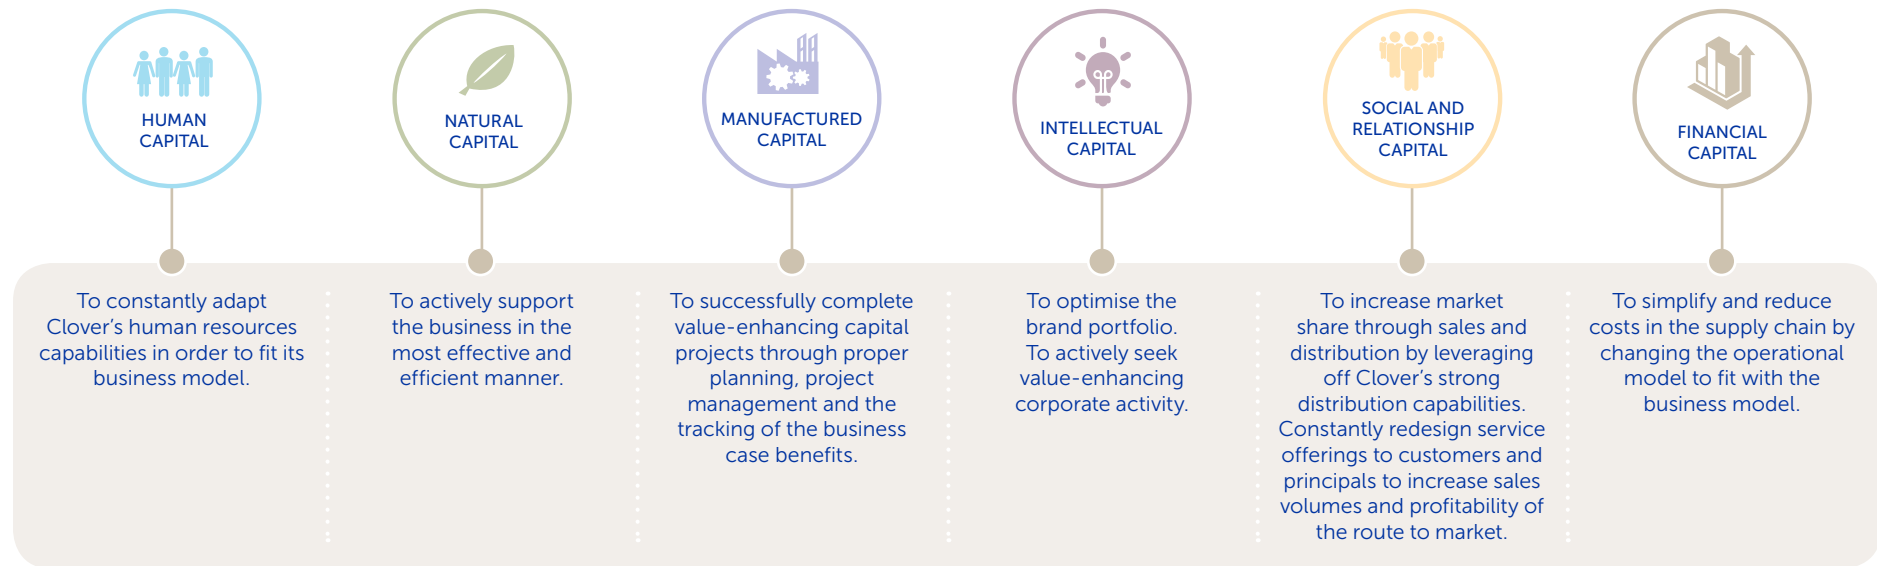 HUMAN
CAPITAL
NATURAL
CAPITAL
MANUFACTURED
CAPITAL
INTELLECTUAL
CAPITAL
SOCIAL AND
RELATIONSHIP
CAPITAL
FINANCIAL
CAPITAL
To constantly adapt
Clover’s human resources
capabilities in order to fit its
business model.
To actively support
the business in the
most effective and
efficient manner.
To successfully complete
value-enhancing capital
projects through proper
planning, project
management and the
tracking of the business
case benefits.
To optimise the
brand portfolio.
To actively seek
value-enhancing
corporate activity.
To increase market
share through sales and
distribution by leveraging
off Clover’s strong
distribution capabilities.
Constantly redesign service
offerings to customers and
principals to increase sales
volumes and profitability of
the route to market.
To simplify and reduce
costs in the supply chain by
changing the operational
model to fit with the
business model.